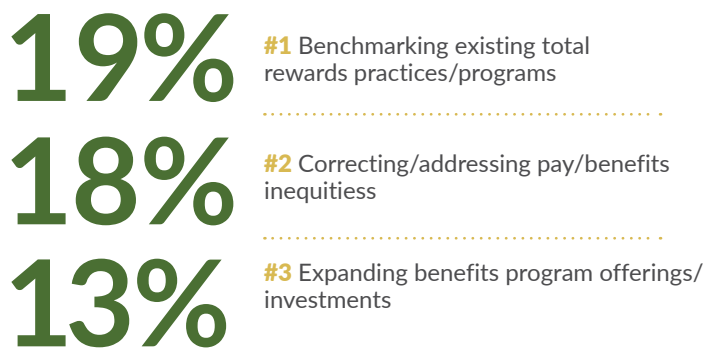 19%
#1 Benchmarking existing total
rewards practices/programs
18%
#2 Correcting/addressing pay/benefits
inequitiess
13%
#3 Expanding benefits program offerings/
investments